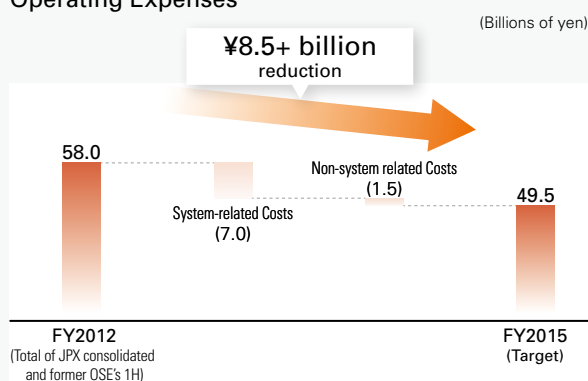 Operating Expenses
(Billions of yen)
¥8.5+ billion
reduction
58.0
System-related Costs
(7.0)
Non-system related Costs
(1.5)
49.5
FY2012
(Total of JPX consolidated
and former OSE's 1H)
FY2015
(Target)